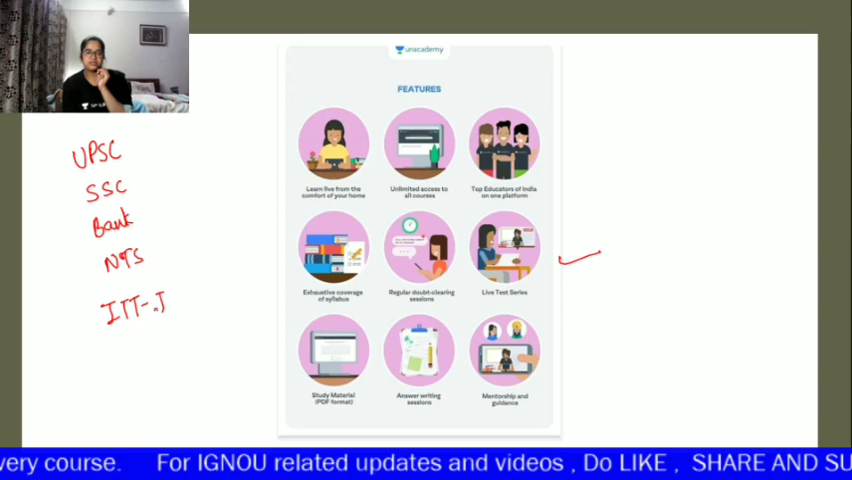 unacademy
FEATURES
Learn live from the
comfort of your home
Unlimited access to
all courses
Top Educators of India
on one platform
Exhaustive coverage
of syllabus
Regular doubt-clearing
sessions
Live Test Series
Study Material
(PDF format)
Answer writing
sessions
Mentorship and
guidance
UPSC
SSC
Bank
NTS
IIT-J
very course. For IGNOU related updates and videos , Do LIKE , SHARE AND SU